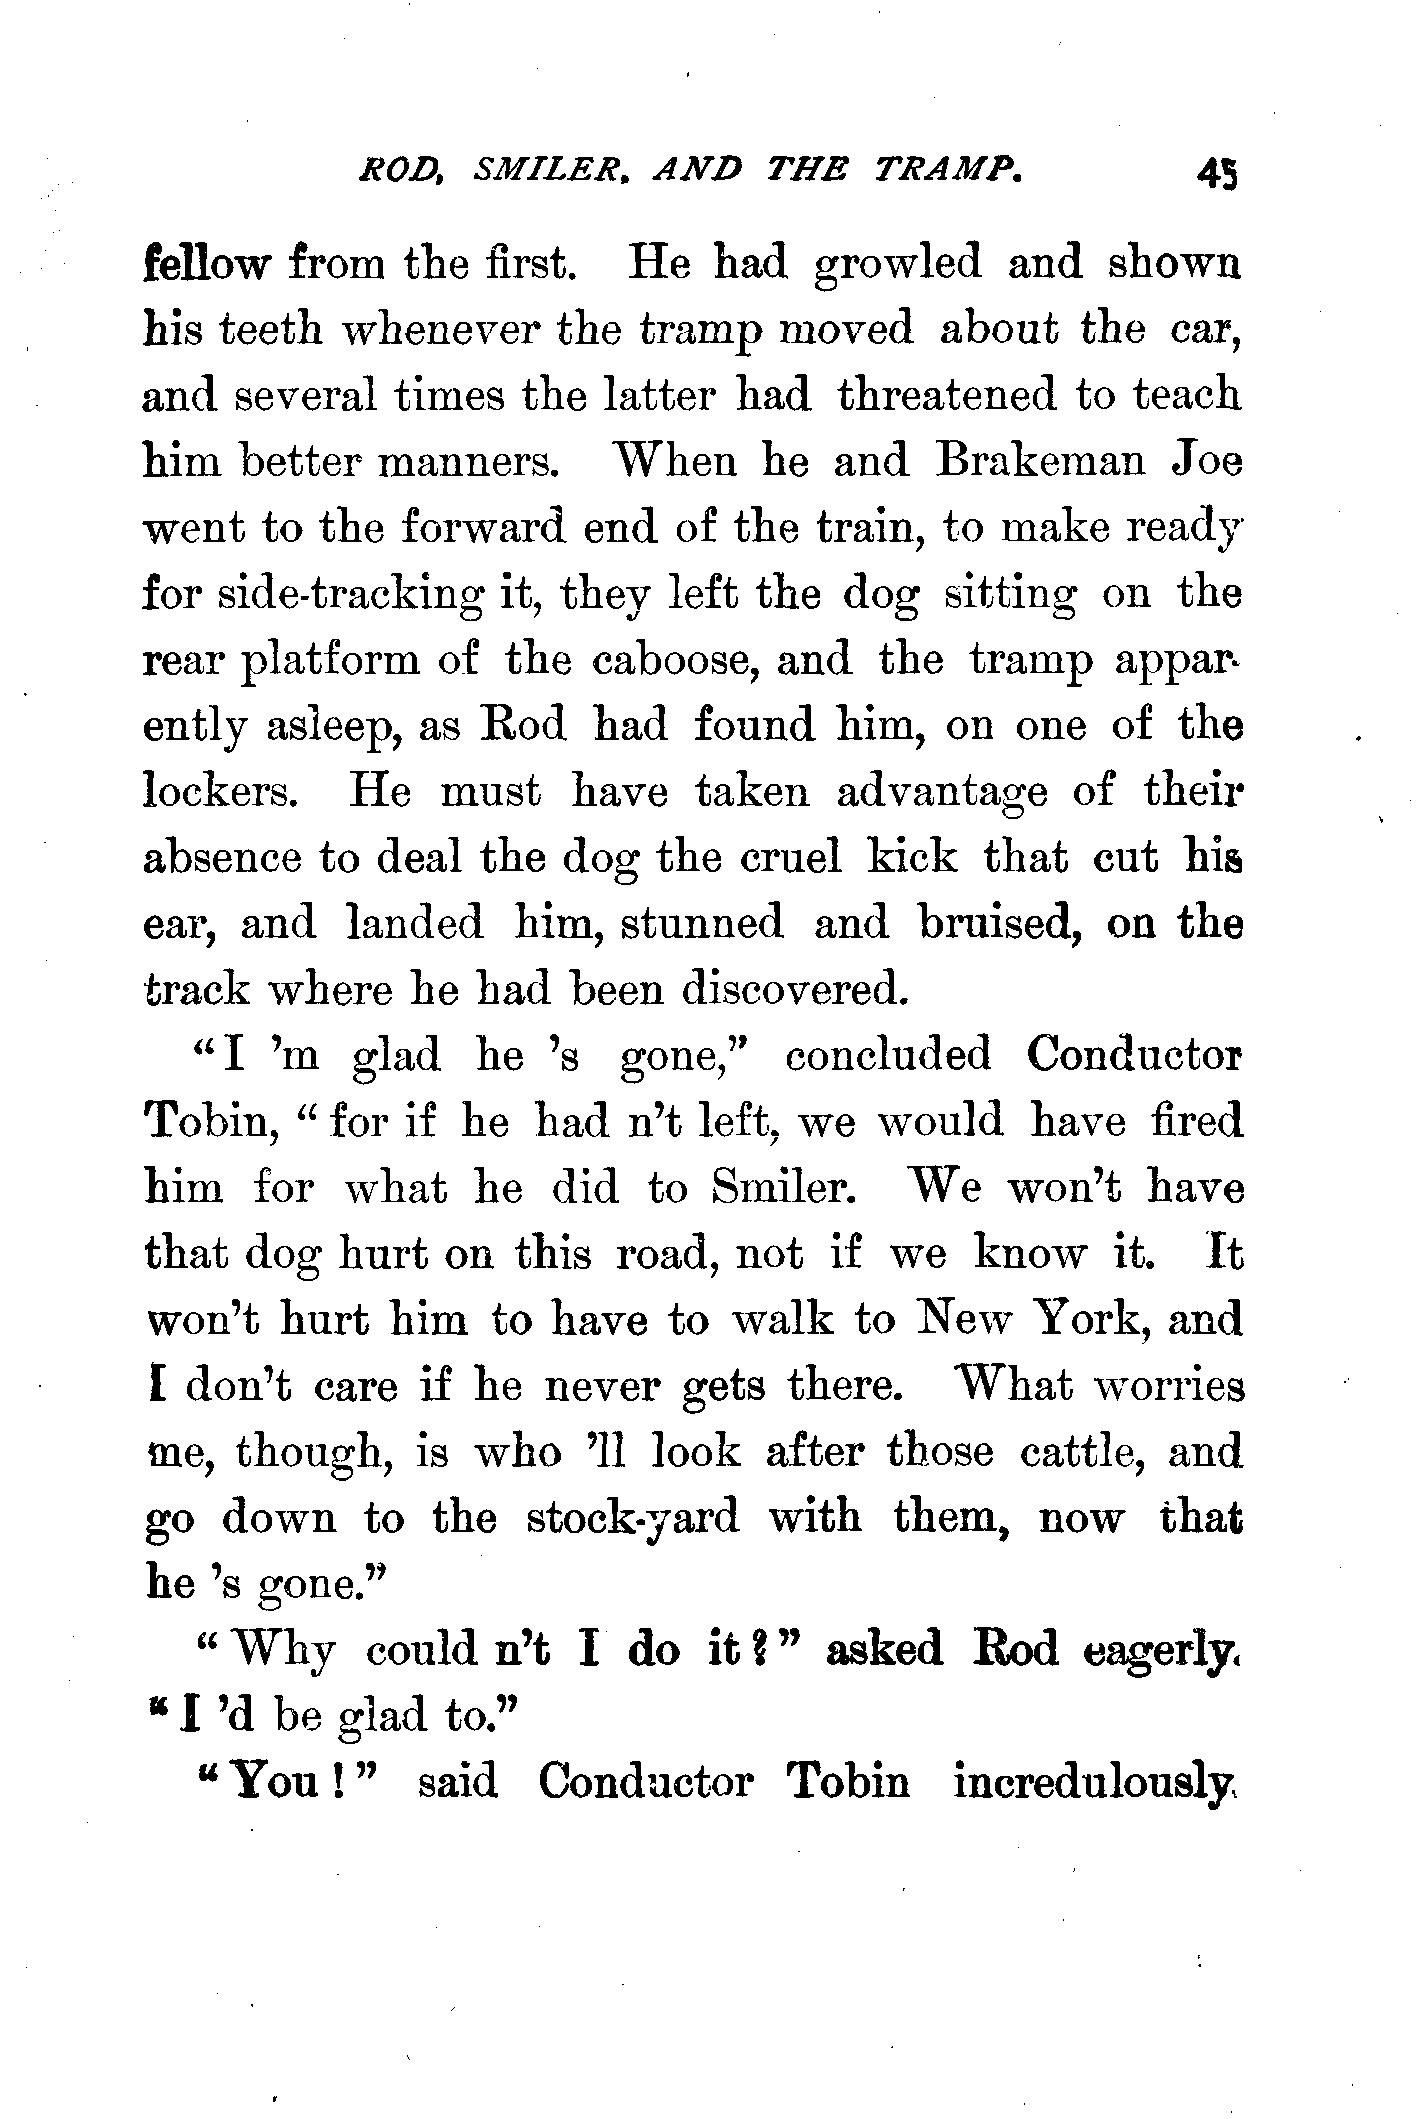 ROD, SMILER, AND THE TRAMP. 45
fellow from the first. He had growled and shown
his teeth whenever the tramp moved about the car,
and several times the latter had threatened to teach
him better manners. When he and Brakeman Joe
went to the forward end of the train, to make ready
for side-tracking it, they left the dog sitting on the
rear platform of the caboose, and the tramp appar-
ently asleep, as Rod had found him, on one of the
lockers. He must have taken advantage of their
absence to deal the dog the cruel kick that cut his
ear, and landed him, stunned and bruised, on the
track where he had been discovered.
“I ’m glad he ’s gone,” concluded Conductor
Tobin, “for if he had n’t left, we would have fired
him for what he did to Smiler. We won’t have
that dog hurt on this road, not if we know it. It
won’t hurt him to have to walk to New York, and
I don’t care if he never gets there. What worries
me, though, is who ’ll look after those cattle, and
go down to the stock-yard with them, now that
he ’s gone.”
“Why could n’t I do it?” asked Rod eagerly.
“I ’d be glad to.”
“You!” said Conductor Tobin incredulously.